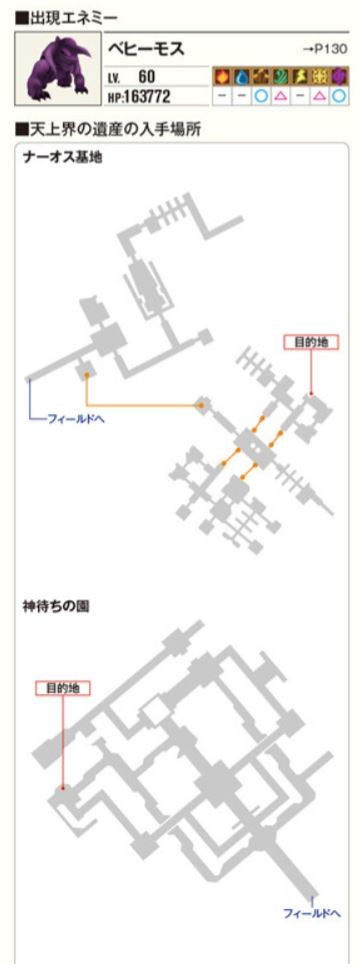 ■出現エネミー
ベヒーモス →P130
LV. 60
HP:163772
－ － ○ △ － △ ○
■天上界の遺産の入手場所
ナーオス基地
目的地
フィールドへ
神待ちの園
目的地
フィールドへ